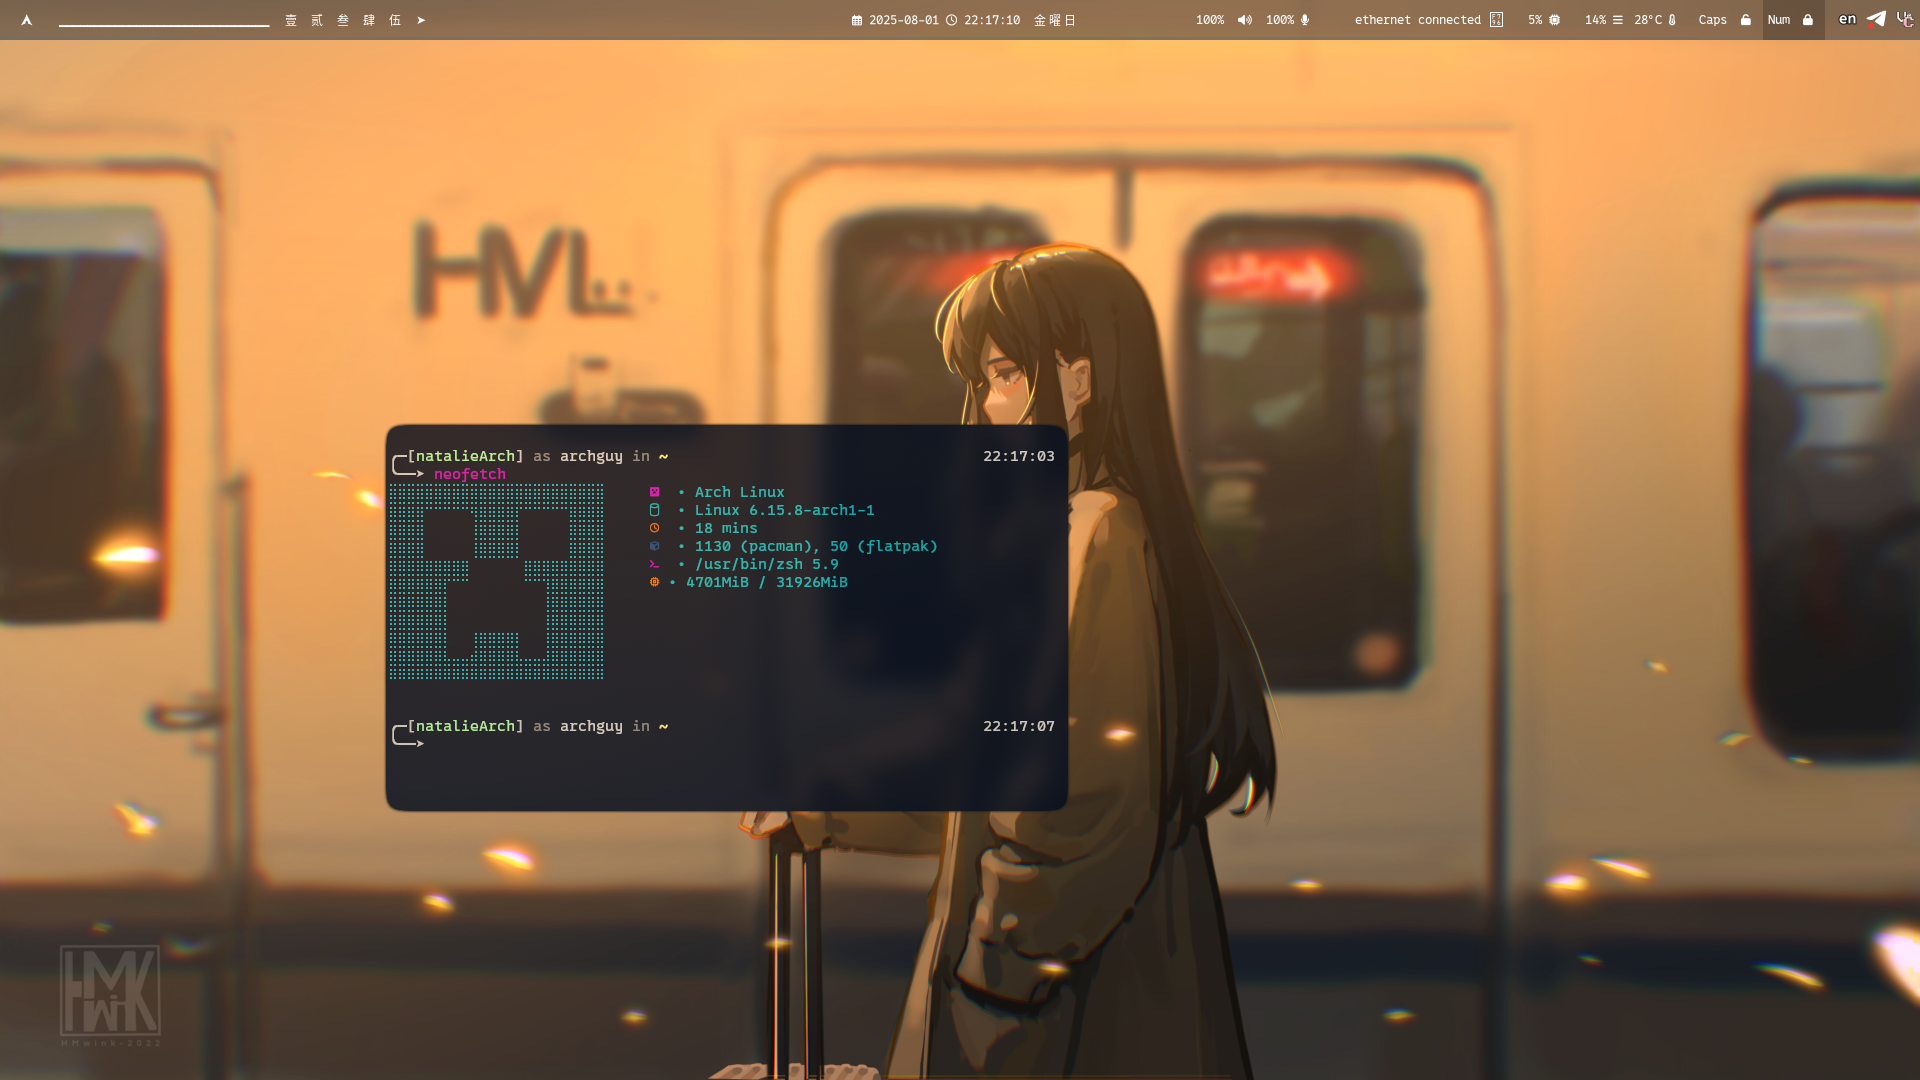 壹 贰 叁 肆 伍 ➤
2025-08-01 22:17:10 金曜日
100% 100% ethernet connected 5% 14% 28°C Caps Num en
HML
[natalieArch] as archguy in ~ 22:17:03
neofetch
• Arch Linux
• Linux 6.15.8-arch1-1
• 18 mins
• 1130 (pacman), 50 (flatpak)
• /usr/bin/zsh 5.9
• 4701MiB / 31926MiB
[natalieArch] as archguy in ~ 22:17:07
HMWK
HMwInk-2022